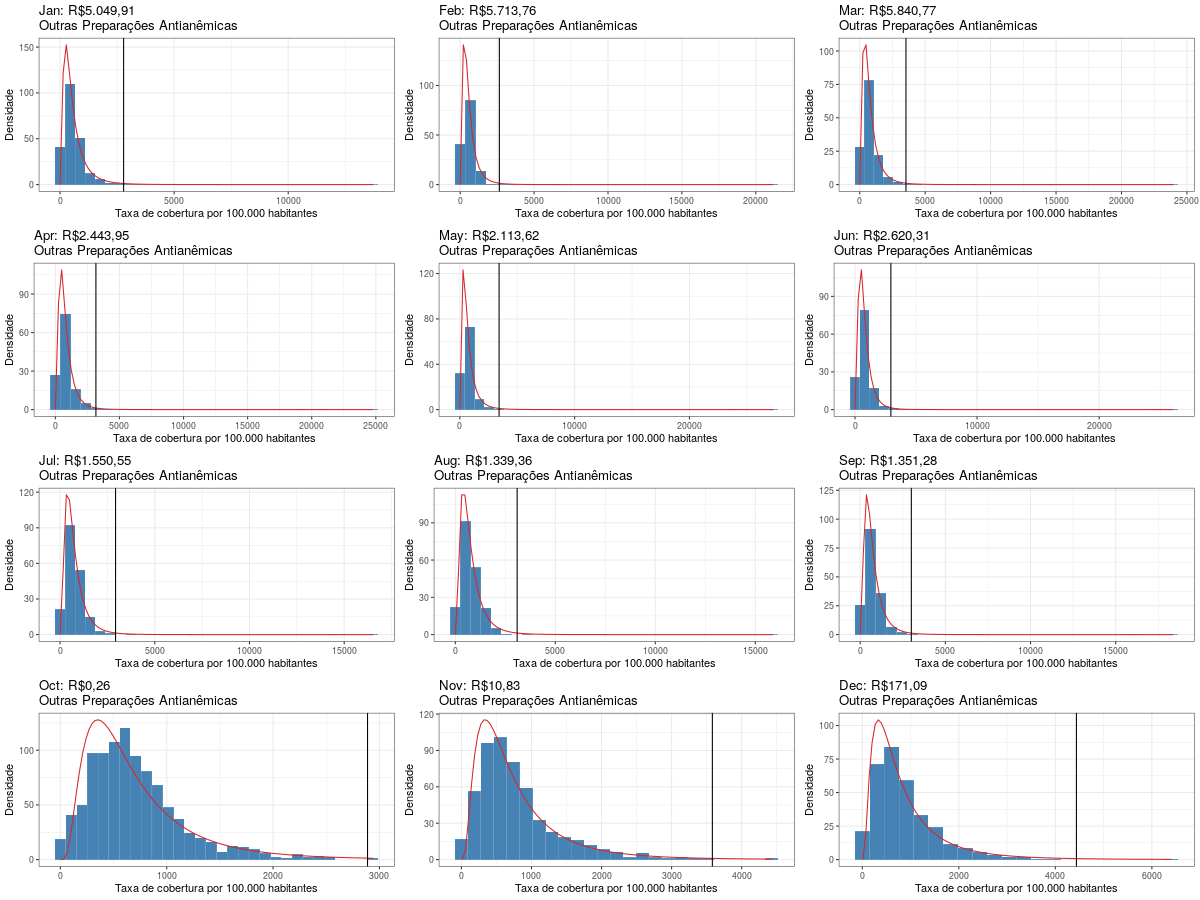 Jan: R$5.049,91
Outras Preparações Antianêmicas
Densidade
150
100
50
0
0 5000 10000
Taxa de cobertura por 100.000 habitantes
Feb: R$5.713,76
Outras Preparações Antianêmicas
Densidade
100
50
0
0 5000 10000 15000 20000
Taxa de cobertura por 100.000 habitantes
Mar: R$5.840,77
Outras Preparações Antianêmicas
Densidade
100
75
50
25
0
0 5000 10000 15000 20000 25000
Taxa de cobertura por 100.000 habitantes
Apr: R$2.443,95
Outras Preparações Antianêmicas
Densidade
90
60
30
0
0 5000 10000 15000 20000 25000
Taxa de cobertura por 100.000 habitantes
May: R$2.113,62
Outras Preparações Antianêmicas
Densidade
120
80
40
0
0 10000 20000
Taxa de cobertura por 100.000 habitantes
Jun: R$2.620,31
Outras Preparações Antianêmicas
Densidade
90
60
30
0
0 10000 20000
Taxa de cobertura por 100.000 habitantes
Jul: R$1.550,55
Outras Preparações Antianêmicas
Densidade
120
90
60
30
0
0 5000 10000 15000
Taxa de cobertura por 100.000 habitantes
Aug: R$1.339,36
Outras Preparações Antianêmicas
Densidade
90
60
30
0
0 5000 10000 15000
Taxa de cobertura por 100.000 habitantes
Sep: R$1.351,28
Outras Preparações Antianêmicas
Densidade
125
100
75
50
25
0
0 5000 10000 15000
Taxa de cobertura por 100.000 habitantes
Oct: R$0,26
Outras Preparações Antianêmicas
Densidade
100
50
0
0 1000 2000 3000
Taxa de cobertura por 100.000 habitantes
Nov: R$10,83
Outras Preparações Antianêmicas
Densidade
120
90
60
30
0
0 1000 2000 3000 4000
Taxa de cobertura por 100.000 habitantes
Dec: R$171,09
Outras Preparações Antianêmicas
Densidade
100
75
50
25
0
0 2000 4000 6000
Taxa de cobertura por 100.000 habitantes